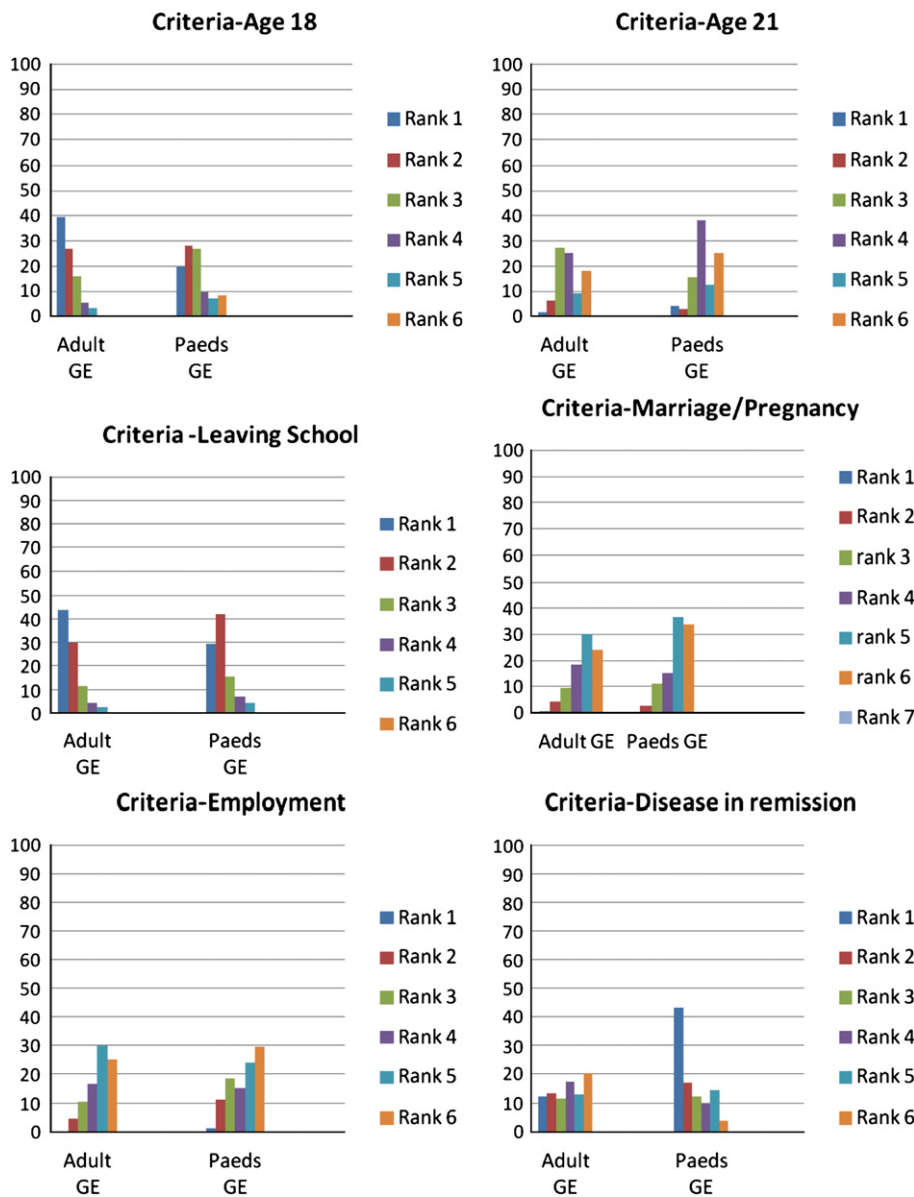 Criteria-Age 18
100
90
80
70
60
50
40
30
20
10
0
Adult
GE
Paeds
GE
Rank 1
Rank 2
Rank 3
Rank 4
Rank 5
Rank 6
Criteria-Age 21
100
90
80
70
60
50
40
30
20
10
0
Adult
GE
Paeds
GE
Rank 1
Rank 2
Rank 3
Rank 4
Rank 5
Rank 6
Criteria -Leaving School
100
90
80
70
60
50
40
30
20
10
0
Adult
GE
Paeds
GE
Rank 1
Rank 2
Rank 3
Rank 4
Rank 5
Rank 6
Criteria-Marriage/Pregnancy
100
90
80
70
60
50
40
30
20
10
0
Adult GE Paeds GE
Rank 1
Rank 2
rank 3
Rank 4
rank 5
rank 6
Rank 7
Criteria-Employment
100
90
80
70
60
50
40
30
20
10
0
Adult
GE
Paeds
GE
Rank 1
Rank 2
Rank 3
Rank 4
Rank 5
Rank 6
Criteria-Disease in remission
100
90
80
70
60
50
40
30
20
10
0
Adult
GE
Paeds
GE
Rank 1
Rank 2
Rank 3
Rank 4
Rank 5
Rank 6